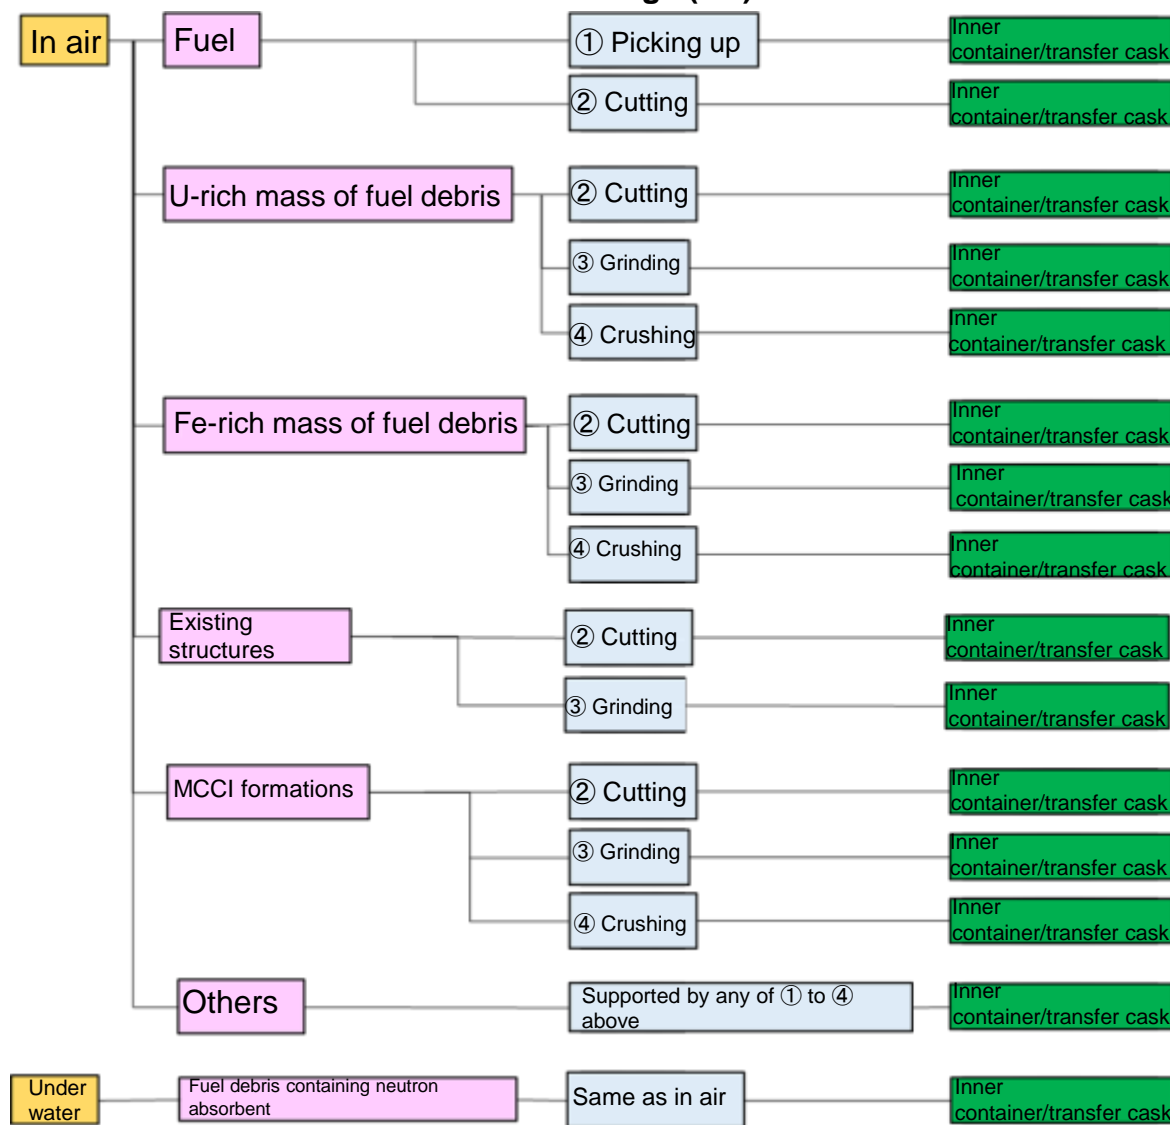 In air
Fuel
① Picking up
Inner
container/transfer cask
② Cutting
Inner
container/transfer cask
U-rich mass of fuel debris
② Cutting
Inner
container/transfer cask
③ Grinding
Inner
container/transfer cask
④ Crushing
Inner
container/transfer cask
Fe-rich mass of fuel debris
② Cutting
Inner
container/transfer cask
③ Grinding
Inner
container/transfer cask
④ Crushing
Inner
container/transfer cask
Existing
structures
② Cutting
Inner
container/transfer cask
③ Grinding
Inner
container/transfer cask
MCCI formations
② Cutting
Inner
container/transfer cask
③ Grinding
Inner
container/transfer cask
④ Crushing
Inner
container/transfer cask
Others
Supported by any of ① to ④
above
Inner
container/transfer cask
Under
water
Fuel debris containing neutron
absorbent
Same as in air
Inner
container/transfer cask